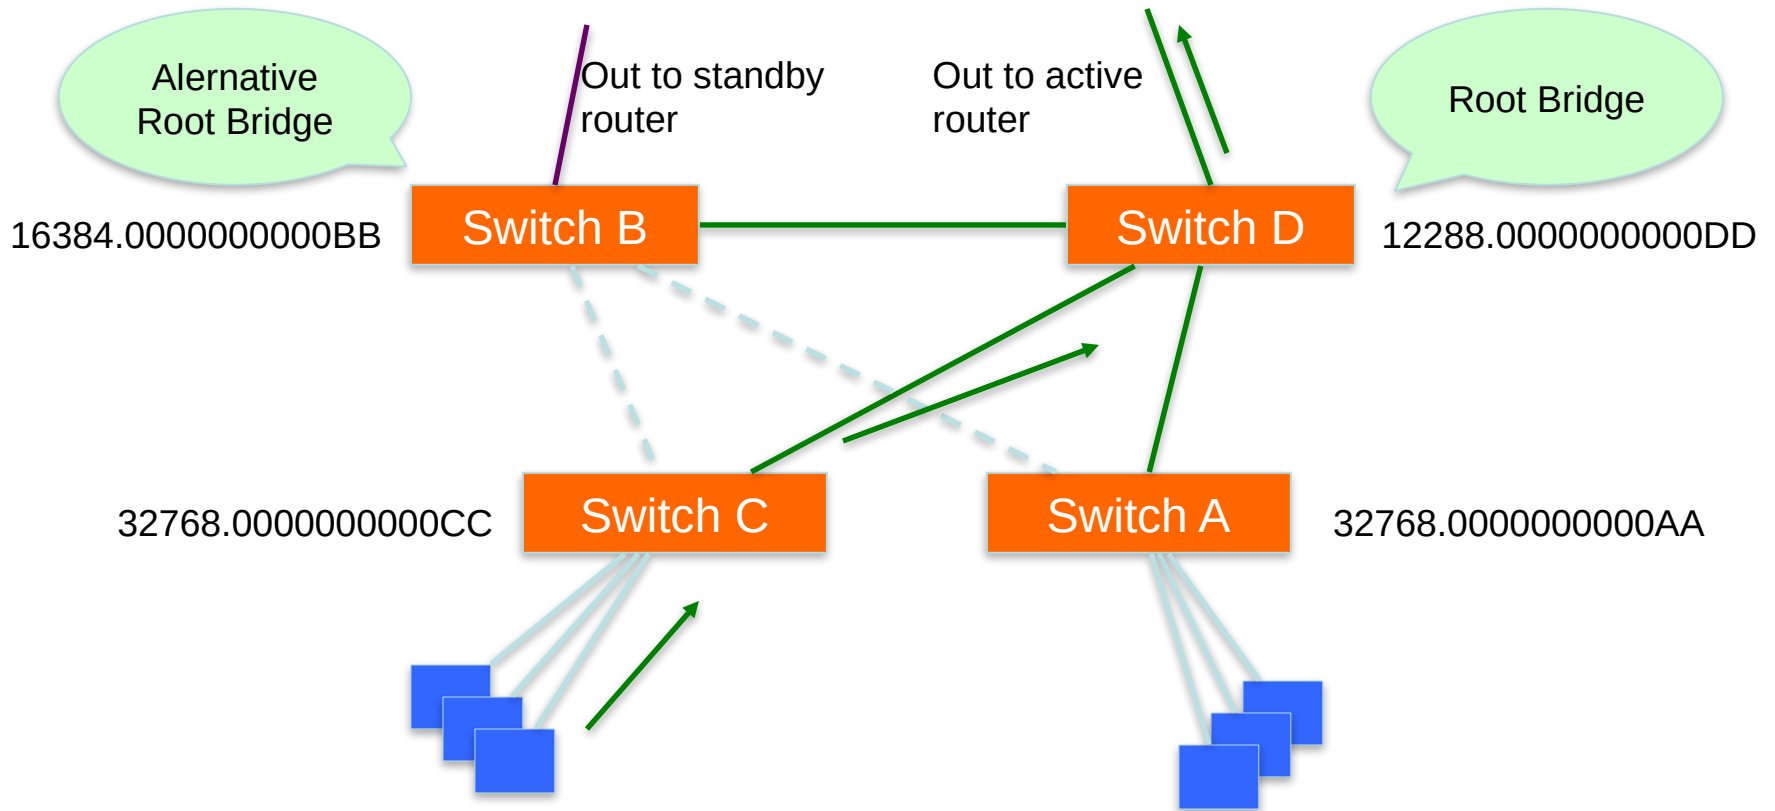 Alernative
Root Bridge
Out to standby
router
Out to active
router
Root Bridge
Switch B
Switch D
16384.0000000000BB
12288.0000000000DD
Switch C
Switch A
32768.0000000000CC
32768.0000000000AA